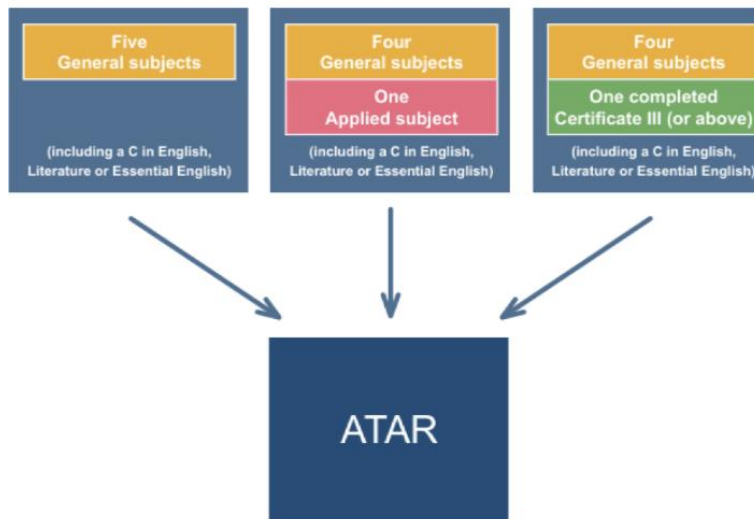 Five
General subjects
(including a C in English,
Literature or Essential English)
Four
General subjects
One
Applied subject
(including a C in English,
Literature or Essential English)
Four
General subjects
One completed
Certificate III (or above)
(including a C in English,
Literature or Essential English)
ATAR